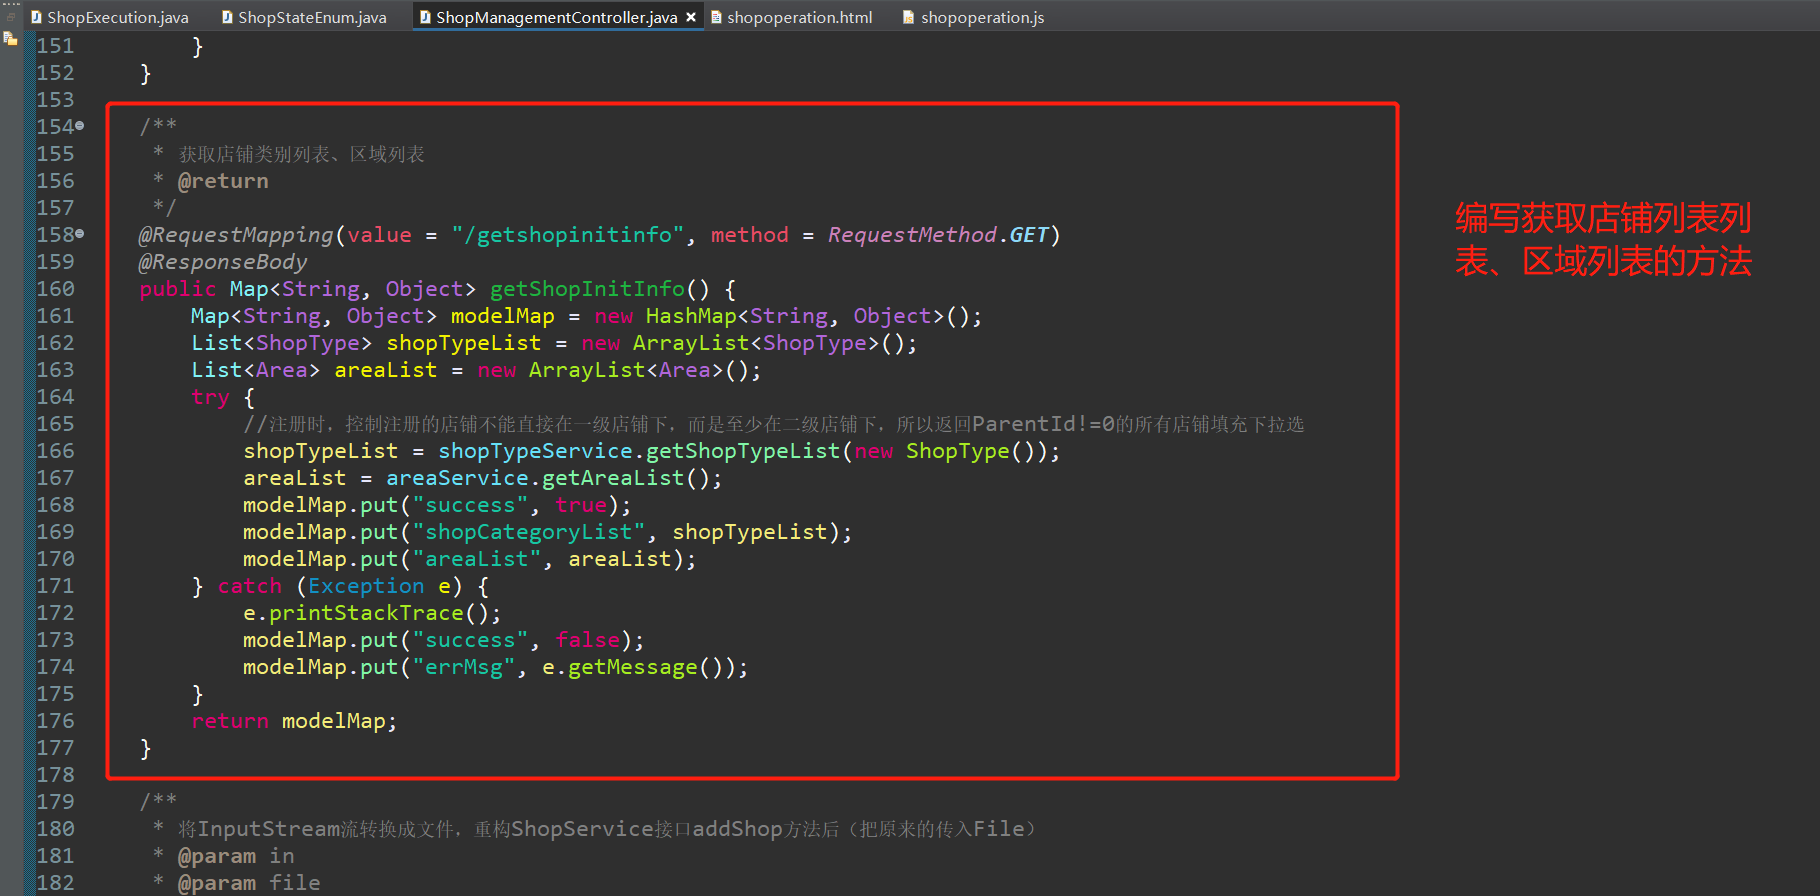 ShopExecution.java ShopStateEnum.java ShopManagementController.java shopoperation.html shopoperation.js
151 }
152 }
153
154 /**
155 * 获取店铺类别列表、区域列表
156 * @return
157 */
158 @RequestMapping(value = "/getshopinitinfo", method = RequestMethod.GET)
159 @ResponseBody
160 public Map<String, Object> getShopInitInfo() {
161 Map<String, Object> modelMap = new HashMap<String, Object>();
162 List<ShopType> shopTypeList = new ArrayList<ShopType>();
163 List<Area> areaList = new ArrayList<Area>();
164 try {
165 //注册时，控制注册的店铺不能直接在一级店铺下，而是至少在二级店铺下，所以返回ParentId!=0的所有店铺填充下拉选
166 shopTypeList = shopTypeService.getShopTypeList(new ShopType());
167 areaList = areaService.getAreaList();
168 modelMap.put("success", true);
169 modelMap.put("shopCategoryList", shopTypeList);
170 modelMap.put("areaList", areaList);
171 } catch (Exception e) {
172 e.printStackTrace();
173 modelMap.put("success", false);
174 modelMap.put("errMsg", e.getMessage());
175 }
176 return modelMap;
177 }
178
179 /**
180 * 将InputStream流转换成文件，重构ShopService接口addShop方法后（把原来的传入File）
181 * @param in
182 * @param file
编写获取店铺列表列
表、区域列表的方法